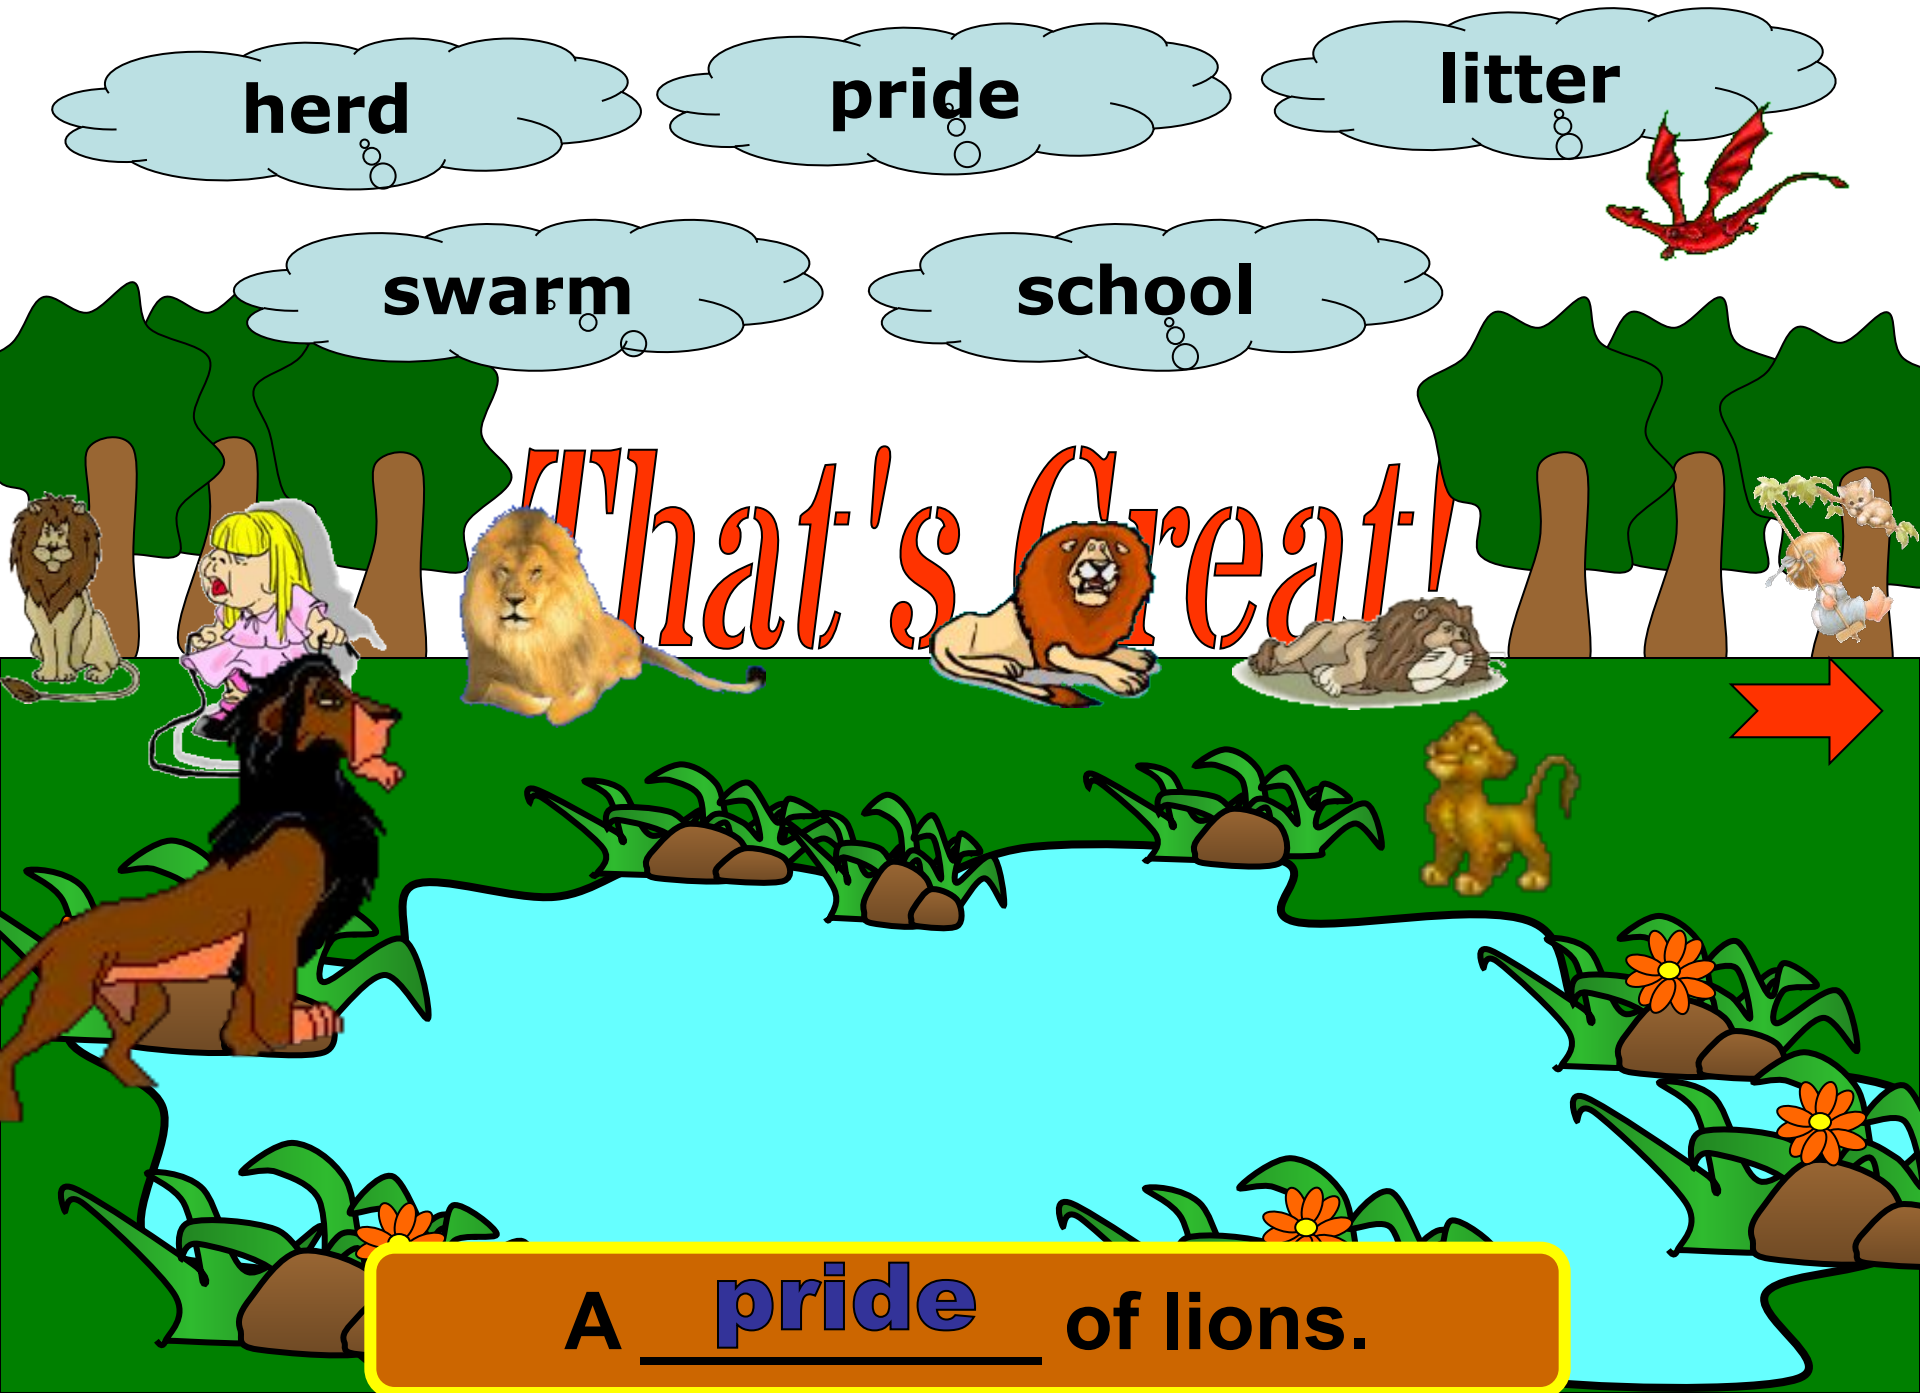 herd
pride
litter
swarm
school
That's Great!
A pride of lions.